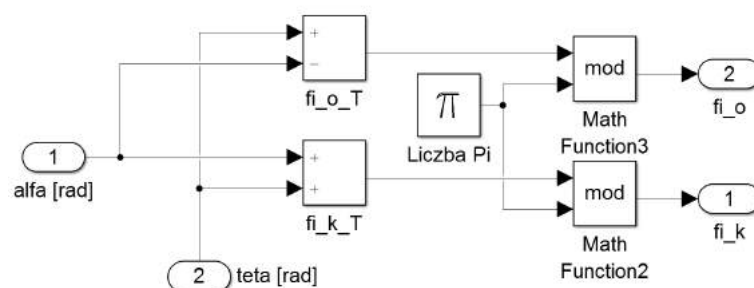 +
−
fi_o_T
π
Liczba Pi
mod
Math
Function3
2
fi_o
1
alfa [rad]
+
+
fi_k_T
mod
Math
Function2
1
fi_k
2
teta [rad]